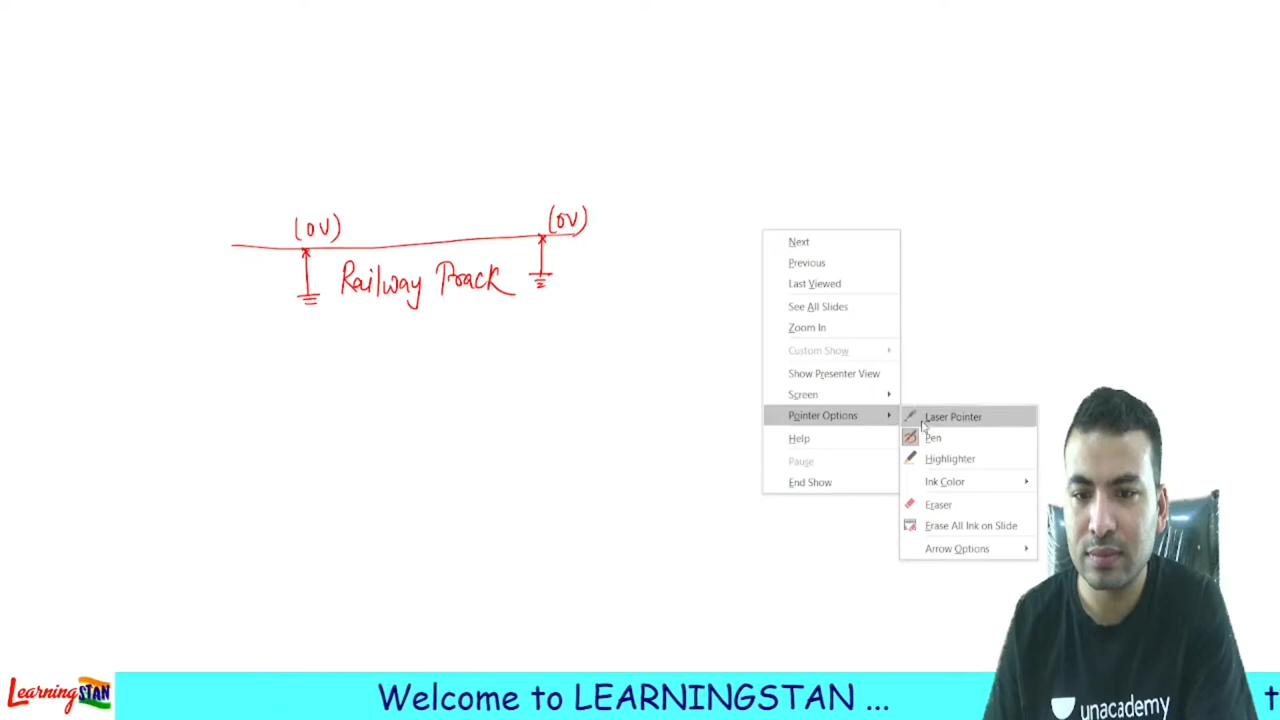 (0V)
(0V)
Railway Track
Next
Previous
Last Viewed
See All Slides
Zoom In
Custom Show
Show Presenter View
Screen
Pointer Options
Help
Pause
End Show
Laser Pointer
Pen
Highlighter
Ink Color
Eraser
Erase All Ink on Slide
Arrow Options
unacademy
LearningSTAN
Welcome to LEARNINGSTAN ...
t